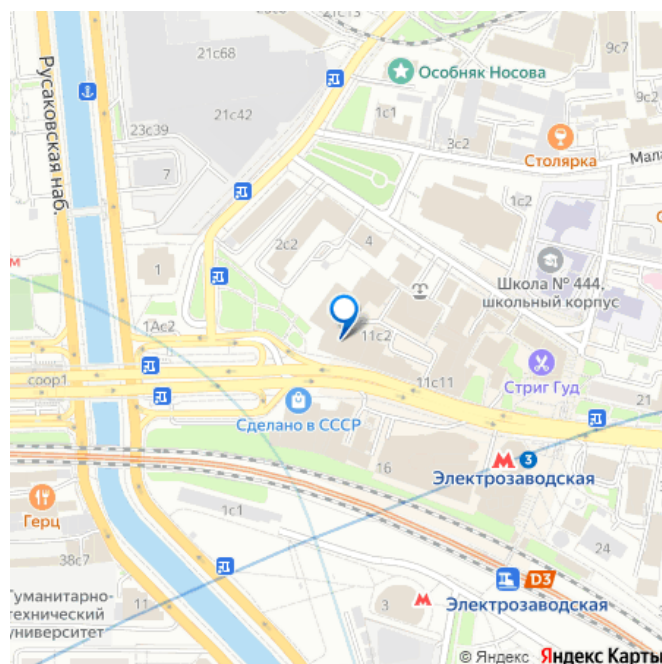 21с68
9с7
Особняк Носова
9с2
21с42
1с1
23с39
3с2
Столярка
Мала
Русаковская наб.
7
1с2
2с2
4
1
Школа № 444,
школьный корпус
м
1Ас2
11с2
соор1
11с11
Стриг Гуд
21
Сделано в СССР
3
16
Электрозаводская
Герц
1с1
38с7
24
D3
Гуманитарно-
технический
университет
11
3
Электрозаводская
© Яндекс Яндекс Карты